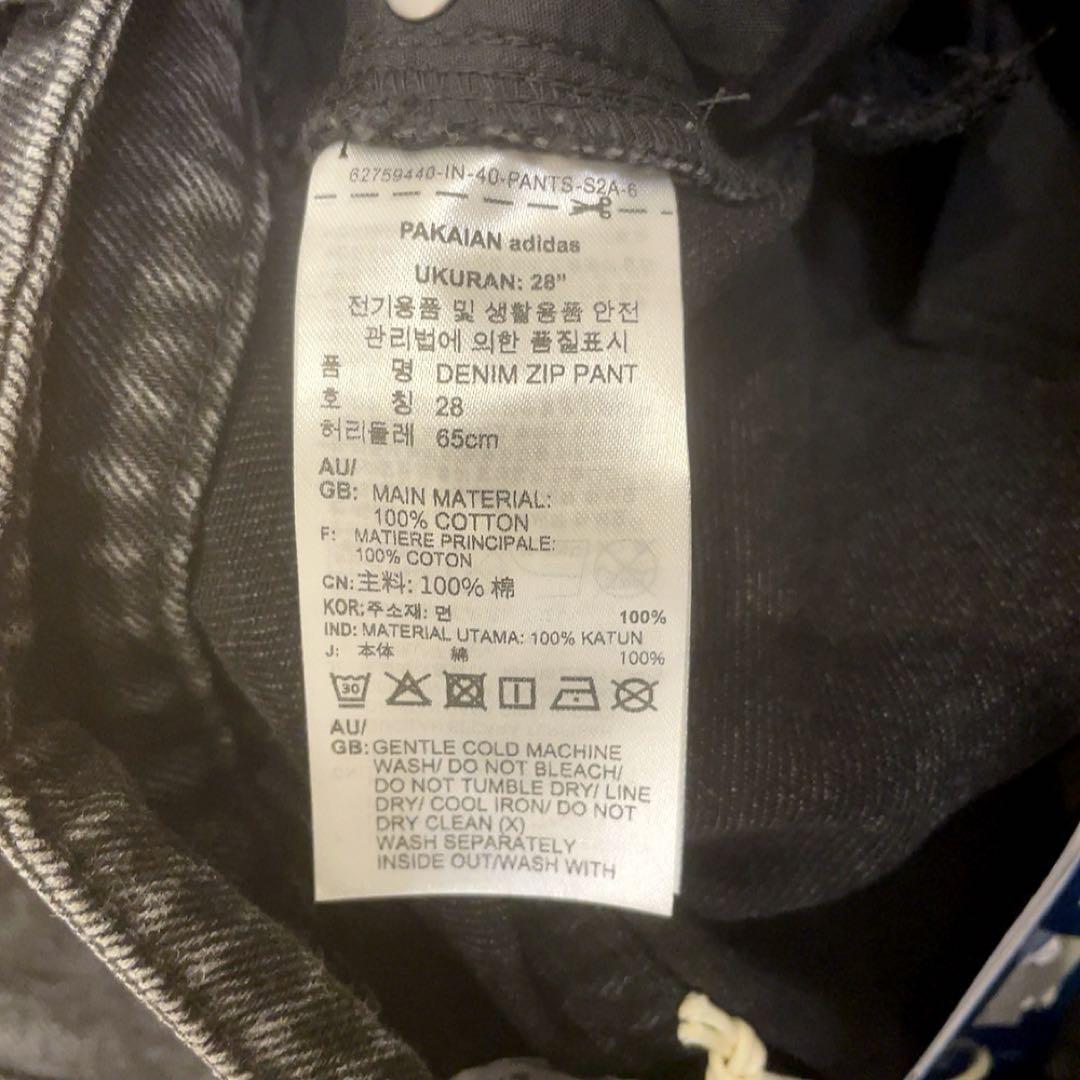 62759440-IN-40-PANTS-S2A-6
PAKAIAN adidas
UKURAN: 28"
전기용품 및 생활용품 안전
관리법에 의한 품질표시
품 명 DENIM ZIP PANT
호 칭 28
허리둘레 65cm
AU/
GB: MAIN MATERIAL:
100% COTTON
F: MATIERE PRINCIPALE:
100% COTON
CN: 主料: 100% 棉
KOR: 주소재: 면 100%
IND: MATERIAL UTAMA: 100% KATUN
J: 本体 綿 100%
30
AU/
GB: GENTLE COLD MACHINE
WASH/ DO NOT BLEACH/
DO NOT TUMBLE DRY/ LINE
DRY/ COOL IRON/ DO NOT
DRY CLEAN (X)
WASH SEPARATELY
INSIDE OUT/WASH WITH